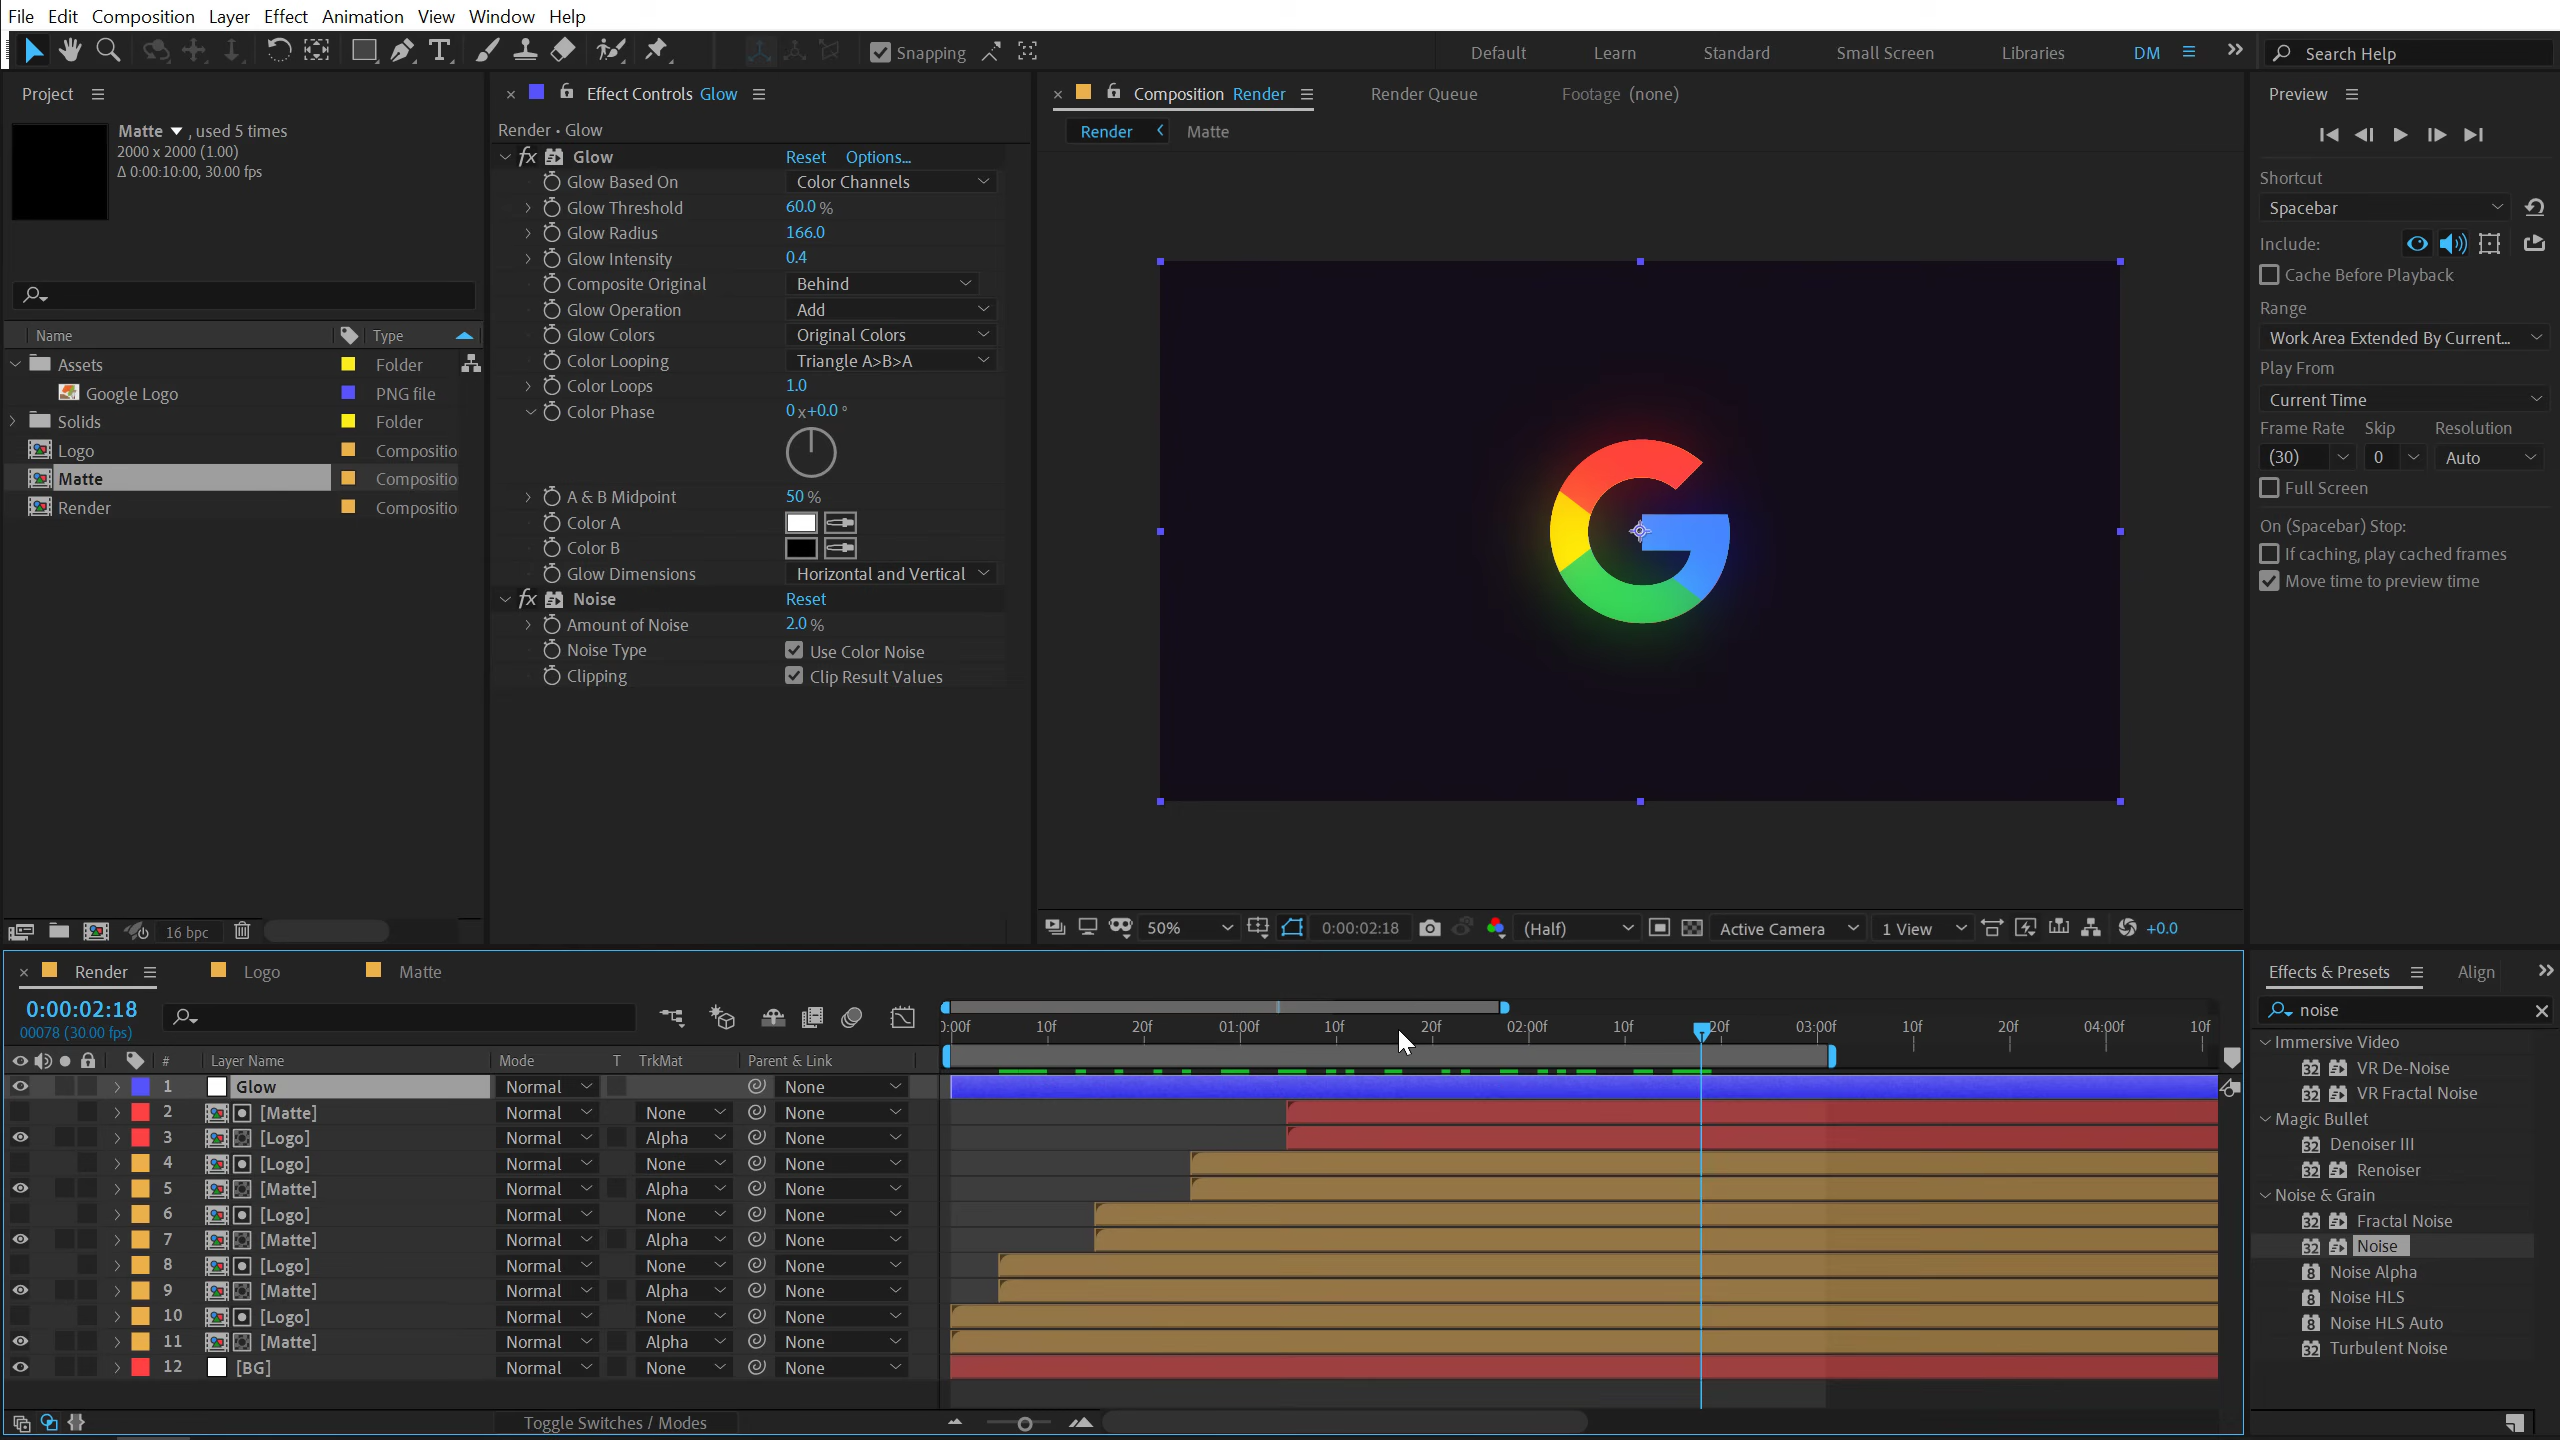 File Edit Composition Layer Effect Animation View Window Help
Snapping
Default Learn Standard Small Screen Libraries DM
Search Help
Project
Matte , used 5 times
2000 x 2000 (1.00)
Δ 0:00:10:00, 30.00 fps
Name Type
Assets Folder
Google Logo PNG file
Solids Folder
Logo Compositio
Matte Compositio
Render Compositio
16 bpc
Effect Controls Glow
Render • Glow
fx Glow Reset Options...
Glow Based On Color Channels
Glow Threshold 60.0 %
Glow Radius 166.0
Glow Intensity 0.4
Composite Original Behind
Glow Operation Add
Glow Colors Original Colors
Color Looping Triangle A>B>A
Color Loops 1.0
Color Phase 0 x+0.0 °
A & B Midpoint 50 %
Color A
Color B
Glow Dimensions Horizontal and Vertical
fx Noise Reset
Amount of Noise 2.0 %
Noise Type Use Color Noise
Clipping Clip Result Values
Composition Render Render Queue Footage (none)
Render Matte
50% 0:00:02:18 (Half) Active Camera 1 View +0.0
Preview
Shortcut
Spacebar
Include:
Cache Before Playback
Range
Work Area Extended By Current...
Play From
Current Time
Frame Rate Skip Resolution
(30) 0 Auto
Full Screen
On (Spacebar) Stop:
If caching, play cached frames
Move time to preview time
Render Logo Matte
0:00:02:18
00078 (30.00 fps)
0:00f 10f 20f 01:00f 10f 20f 02:00f 10f 20f 03:00f 10f 20f 04:00f 10f
# Layer Name Mode T TrkMat Parent & Link
1 Glow Normal None
2 [Matte] Normal None None
3 [Logo] Normal Alpha None
4 [Logo] Normal None None
5 [Matte] Normal Alpha None
6 [Logo] Normal None None
7 [Matte] Normal Alpha None
8 [Logo] Normal None None
9 [Matte] Normal Alpha None
10 [Logo] Normal None None
11 [Matte] Normal Alpha None
12 [BG] Normal None None
Toggle Switches / Modes
Effects & Presets Align
noise
Immersive Video
32 VR De-Noise
32 VR Fractal Noise
Magic Bullet
32 Denoiser III
32 Renoiser
Noise & Grain
32 Fractal Noise
32 Noise
8 Noise Alpha
8 Noise HLS
8 Noise HLS Auto
32 Turbulent Noise